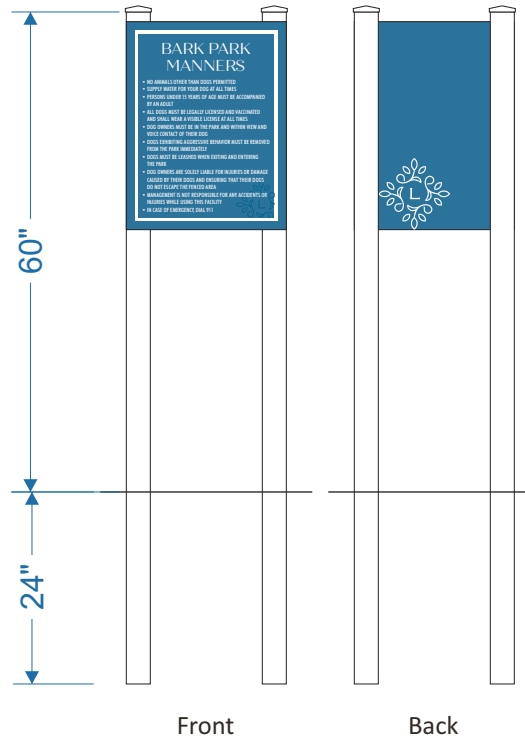 BARK PARK
MANNERS
• NO ANIMALS OTHER THAN DOGS PERMITTED
• SUPPLY WATER FOR YOUR DOG AT ALL TIMES
• PERSONS UNDER 15 YEARS OF AGE MUST BE ACCOMPANIED
BY AN ADULT
• ALL DOGS MUST BE LEGALLY LICENSED AND VACCINATED
AND SHALL WEAR A VISIBLE LICENSE AT ALL TIMES
• DOG OWNERS MUST BE IN THE PARK AND WITHIN VIEW AND
VOICE CONTACT OF THEIR DOG
• DOGS EXHIBITING AGGRESSIVE BEHAVIOR MUST BE REMOVED
FROM THE PARK IMMEDIATELY
• DOGS MUST BE LEASHED WHEN EXITING AND ENTERING
THE PARK
• DOG OWNERS ARE SOLELY LIABLE FOR INJURIES OR DAMAGE
CAUSED BY THEIR DOGS AND ENSURING THAT THEIR DOGS
DO NOT ESCAPE THE FENCED AREA
• MANAGEMENT IS NOT RESPONSIBLE FOR ANY ACCIDENTS OR
INJURIES WHILE USING THIS FACILITY
• IN CASE OF EMERGENCY, DIAL 911
L
L
60"
24"
Front
Back